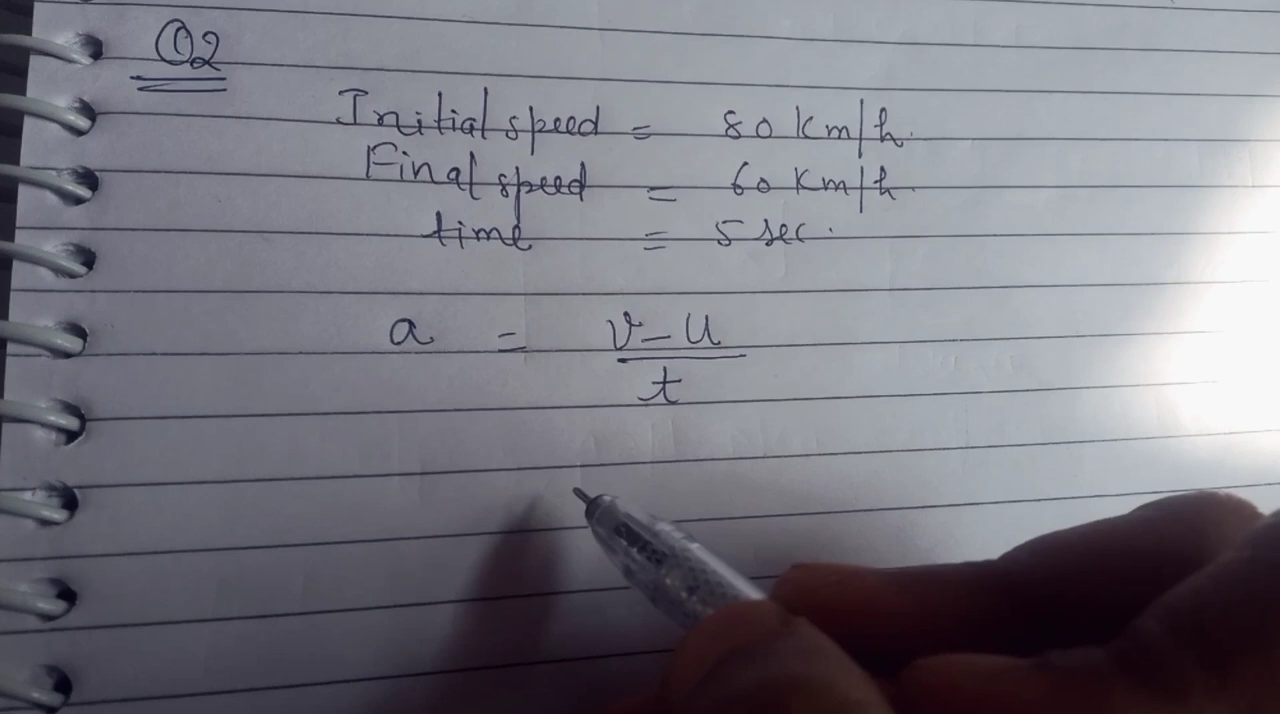 Q2
Initial speed = 80 km/h.
Final speed = 60 km/h.
time = 5 sec.
a = v-u
t